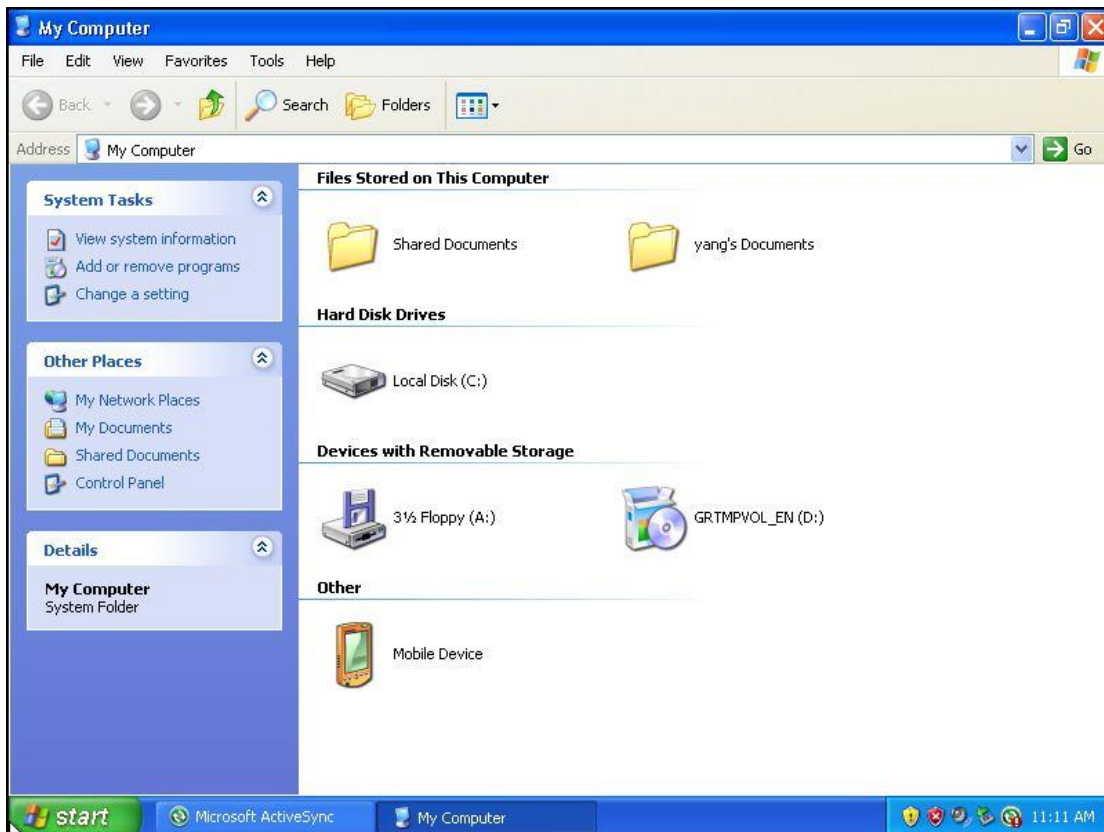 My Computer
File Edit View Favorites Tools Help
Back Search Folders
Address My Computer Go
System Tasks
View system information
Add or remove programs
Change a setting
Other Places
My Network Places
My Documents
Shared Documents
Control Panel
Details
My Computer
System Folder
Files Stored on This Computer
Shared Documents yang's Documents
Hard Disk Drives
Local Disk (C:)
Devices with Removable Storage
3½ Floppy (A:) GRTMPVOL_EN (D:)
Other
Mobile Device
start Microsoft ActiveSync My Computer 11:11 AM